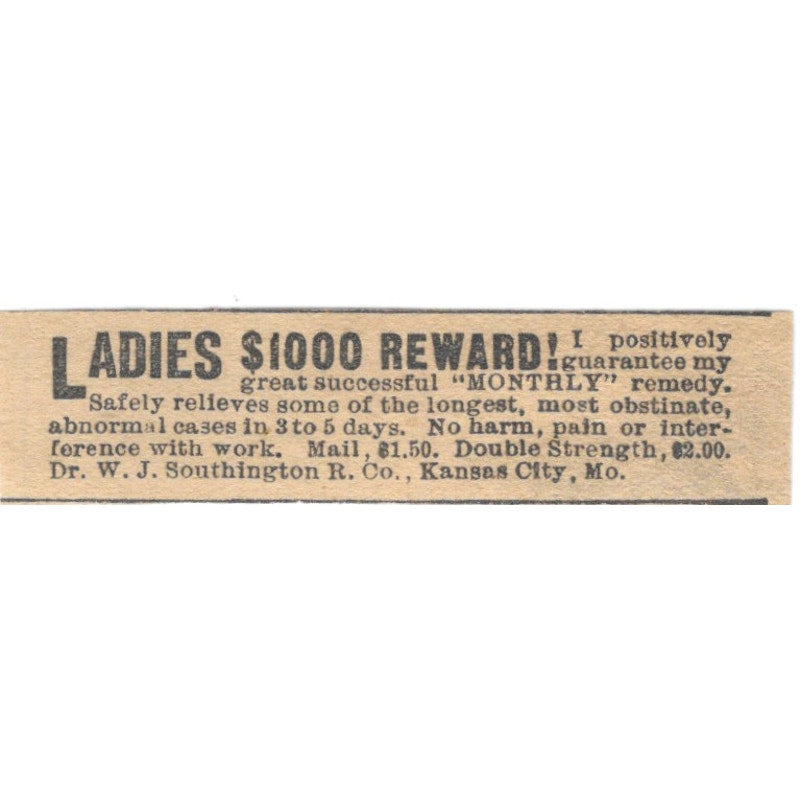 LADIES $1000 REWARD! I positively
guarantee my
great successful "MONTHLY" remedy.
Safely relieves some of the longest, most obstinate,
abnormal cases in 3 to 5 days. No harm, pain or inter-
ference with work. Mail, $1.50. Double Strength, $2.00.
Dr. W. J. Southington R. Co., Kansas City, Mo.